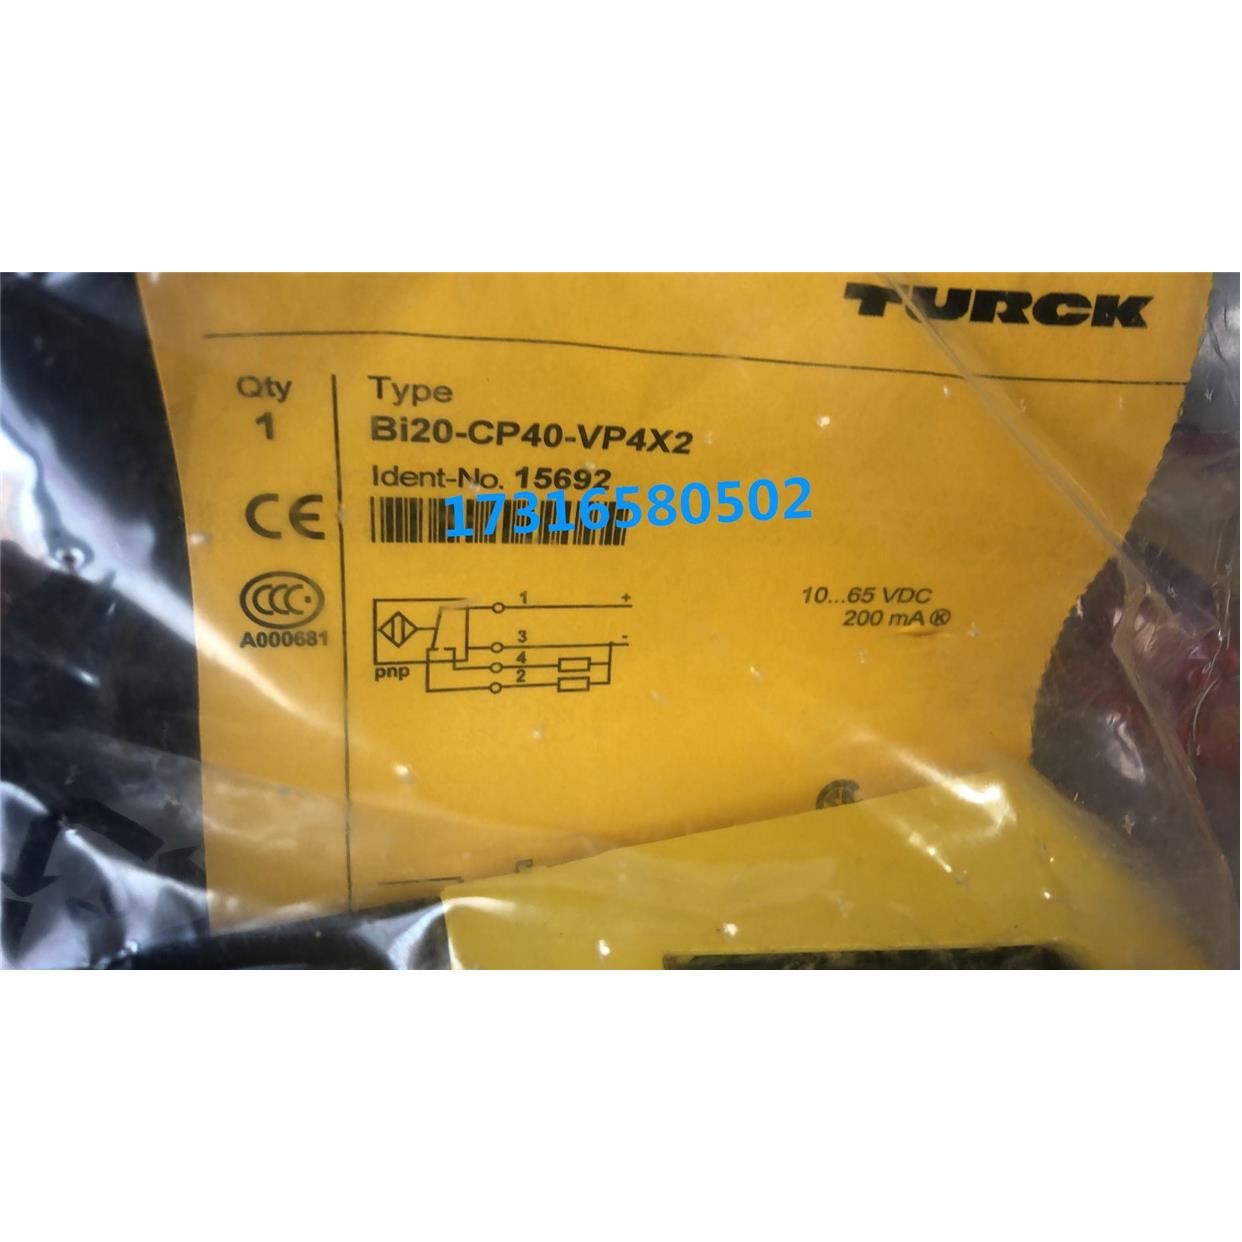 TURCK
Qty
1
Type
Bi20-CP40-VP4X2
Ident-No. 15692
17316580502
CE
CCC
A000681
1 +
3 -
4
2
pnp
10...65 VDC
200 mA Ⓚ